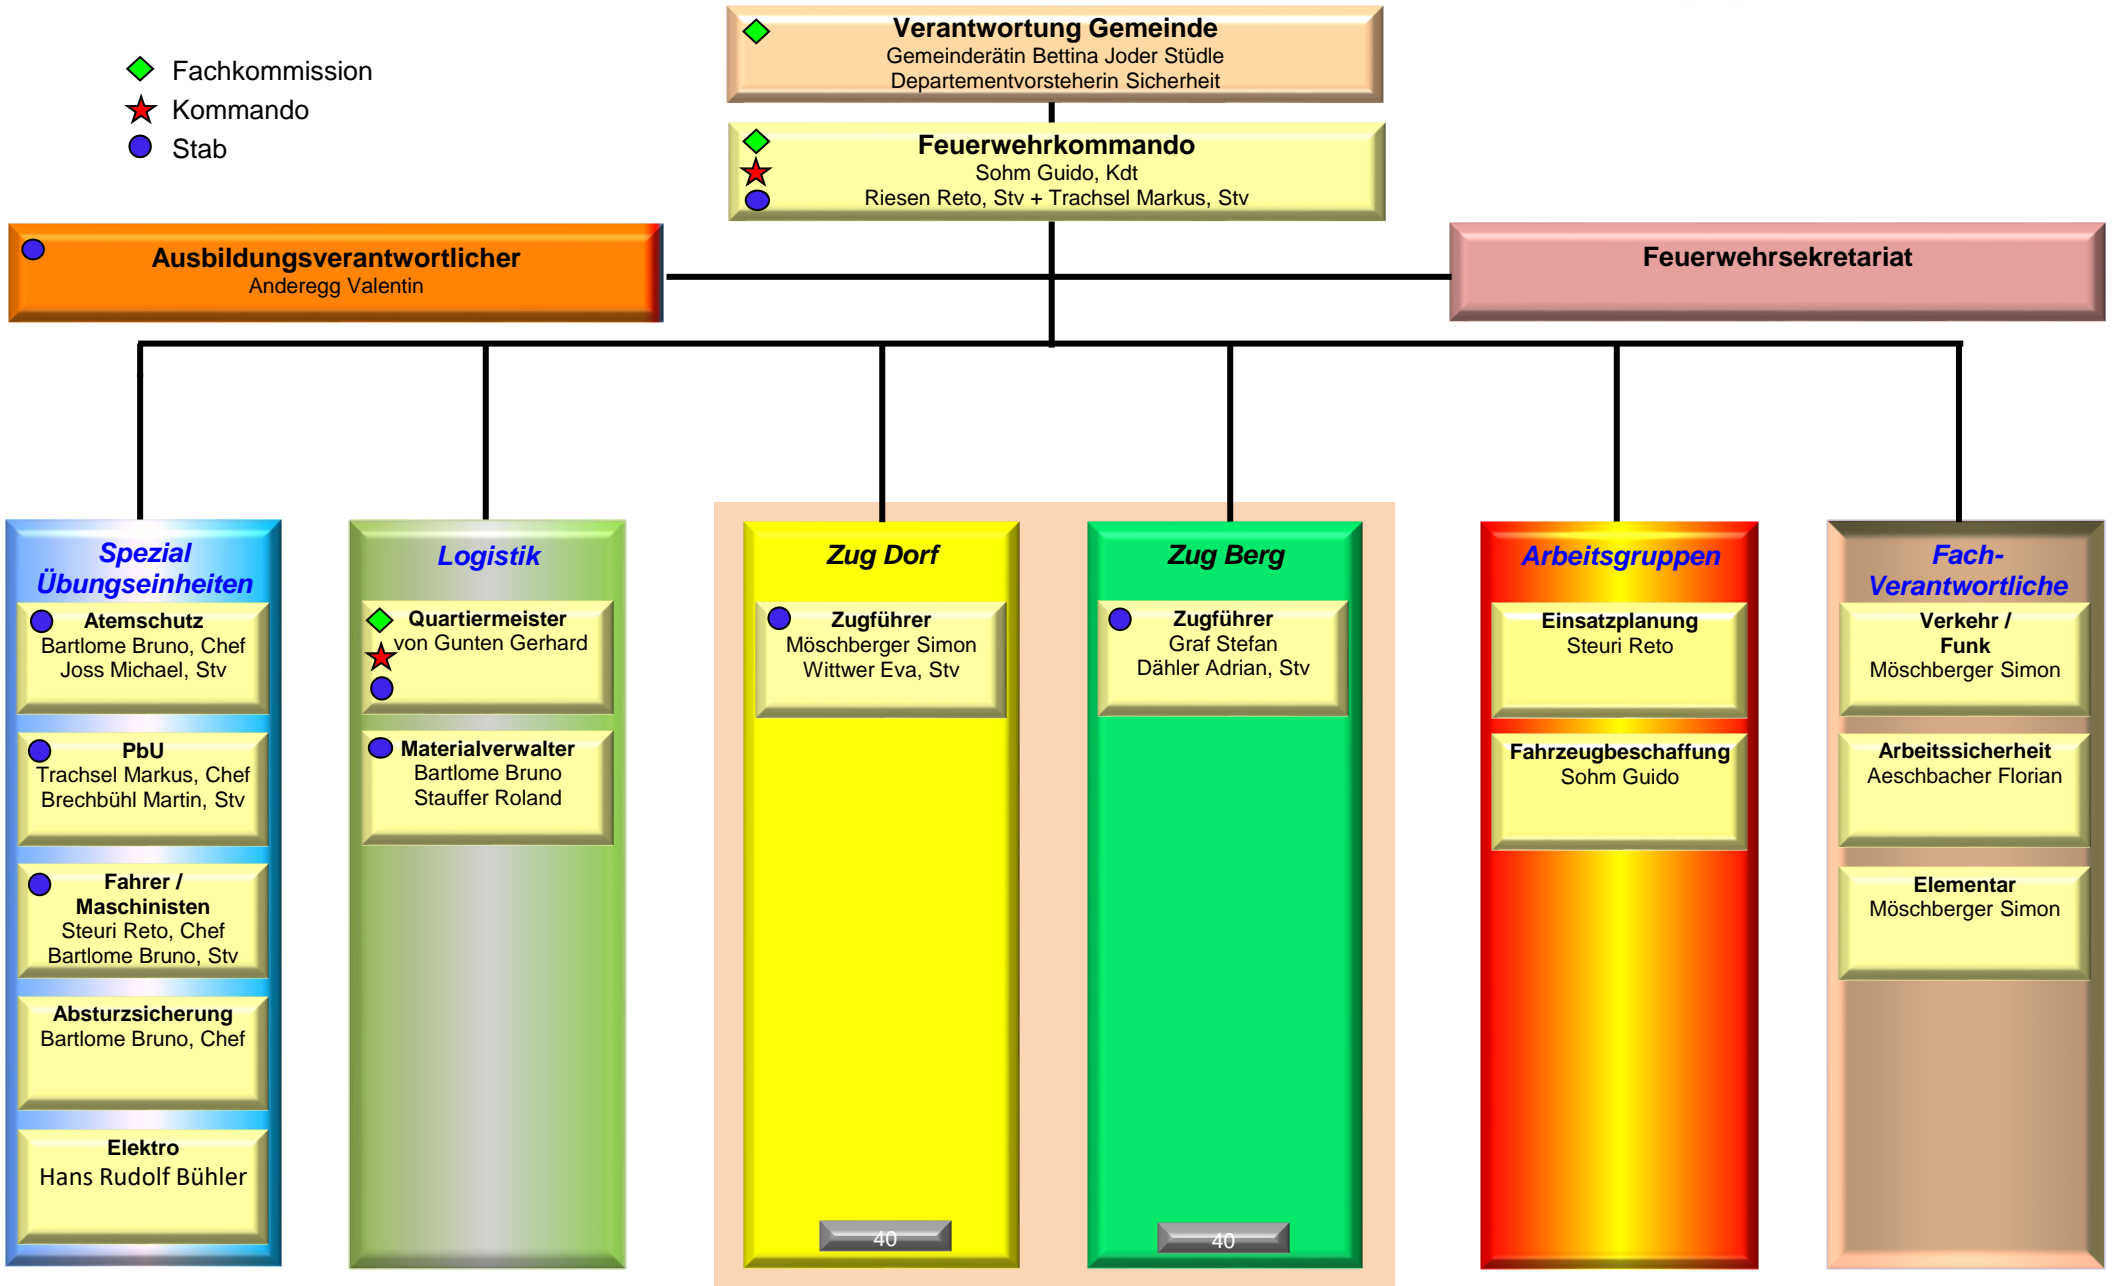 Fachkommission
Kommando
Stab
Verantwortung Gemeinde
Gemeinderätin Bettina Joder Stüdle
Departementvorsteherin Sicherheit
Feuerwehrkommando
Sohm Guido, Kdt
Riesen Reto, Stv + Trachsel Markus, Stv
Ausbildungsverantwortlicher
Anderegg Valentin
Feuerwehrsekretariat
Spezial
Übungseinheiten
Atemschutz
Bartlome Bruno, Chef
Joss Michael, Stv
PbU
Trachsel Markus, Chef
Brechbühl Martin, Stv
Fahrer /
Maschinisten
Steuri Reto, Chef
Bartlome Bruno, Stv
Absturzsicherung
Bartlome Bruno, Chef
Elektro
Hans Rudolf Bühler
Logistik
Quartiermeister
von Gunten Gerhard
Materialverwalter
Bartlome Bruno
Stauffer Roland
Zug Dorf
Zugführer
Möschberger Simon
Wittwer Eva, Stv
40
Zug Berg
Zugführer
Graf Stefan
Dähler Adrian, Stv
40
Arbeitsgruppen
Einsatzplanung
Steuri Reto
Fahrzeugbeschaffung
Sohm Guido
Fach-
Verantwortliche
Verkehr /
Funk
Möschberger Simon
Arbeitssicherheit
Aeschbacher Florian
Elementar
Möschberger Simon